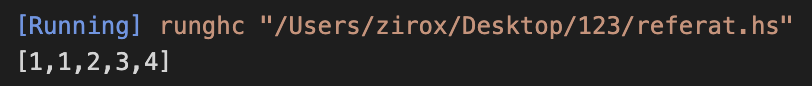 [Running] runghc "/Users/zirox/Desktop/123/referat.hs"
[1,1,2,3,4]